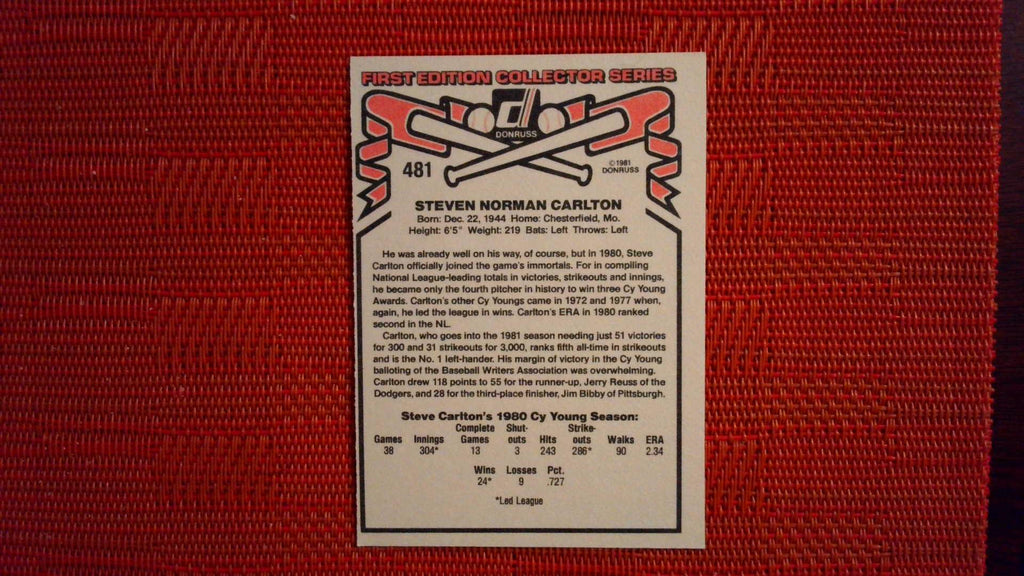 FIRST EDITION COLLECTOR SERIES
d
DONRUSS
481
©1981
DONRUSS
STEVEN NORMAN CARLTON
Born: Dec. 22, 1944 Home: Chesterfield, Mo.
Height: 6'5" Weight: 219 Bats: Left Throws: Left
He was already well on his way, of course, but in 1980, Steve
Carlton officially joined the game's immortals. For in compiling
National League-leading totals in victories, strikeouts and innings,
he became only the fourth pitcher in history to win three Cy Young
Awards. Carlton's other Cy Youngs came in 1972 and 1977 when,
again, he led the league in wins. Carlton's ERA in 1980 ranked
second in the NL.
Carlton, who goes into the 1981 season needing just 51 victories
for 300 and 31 strikeouts for 3,000, ranks fifth all-time in strikeouts
and is the No. 1 left-hander. His margin of victory in the Cy Young
balloting of the Baseball Writers Association was overwhelming.
Carlton drew 118 points to 55 for the runner-up, Jerry Reuss of the
Dodgers, and 28 for the third-place finisher, Jim Bibby of Pittsburgh.
Steve Carlton's 1980 Cy Young Season:
Complete Shut- Strike-
Games Innings Games outs Hits outs Walks ERA
38 304* 13 3 243 286* 90 2.34
Wins Losses Pct.
24* 9 .727
*Led League